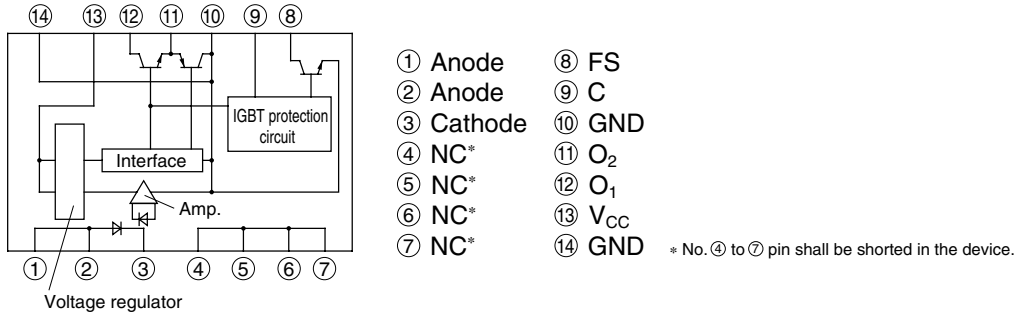 ⑭ ⑬ ⑫ ⑪ ⑩ ⑨ ⑧
IGBT protection
circuit
Interface
Amp.
① ② ③ ④ ⑤ ⑥ ⑦
Voltage regulator
① Anode
② Anode
③ Cathode
④ NC*
⑤ NC*
⑥ NC*
⑦ NC*
⑧ FS
⑨ C
⑩ GND
⑪ O₂
⑫ O₁
⑬ V_CC
⑭ GND
* No. ④ to ⑦ pin shall be shorted in the device.